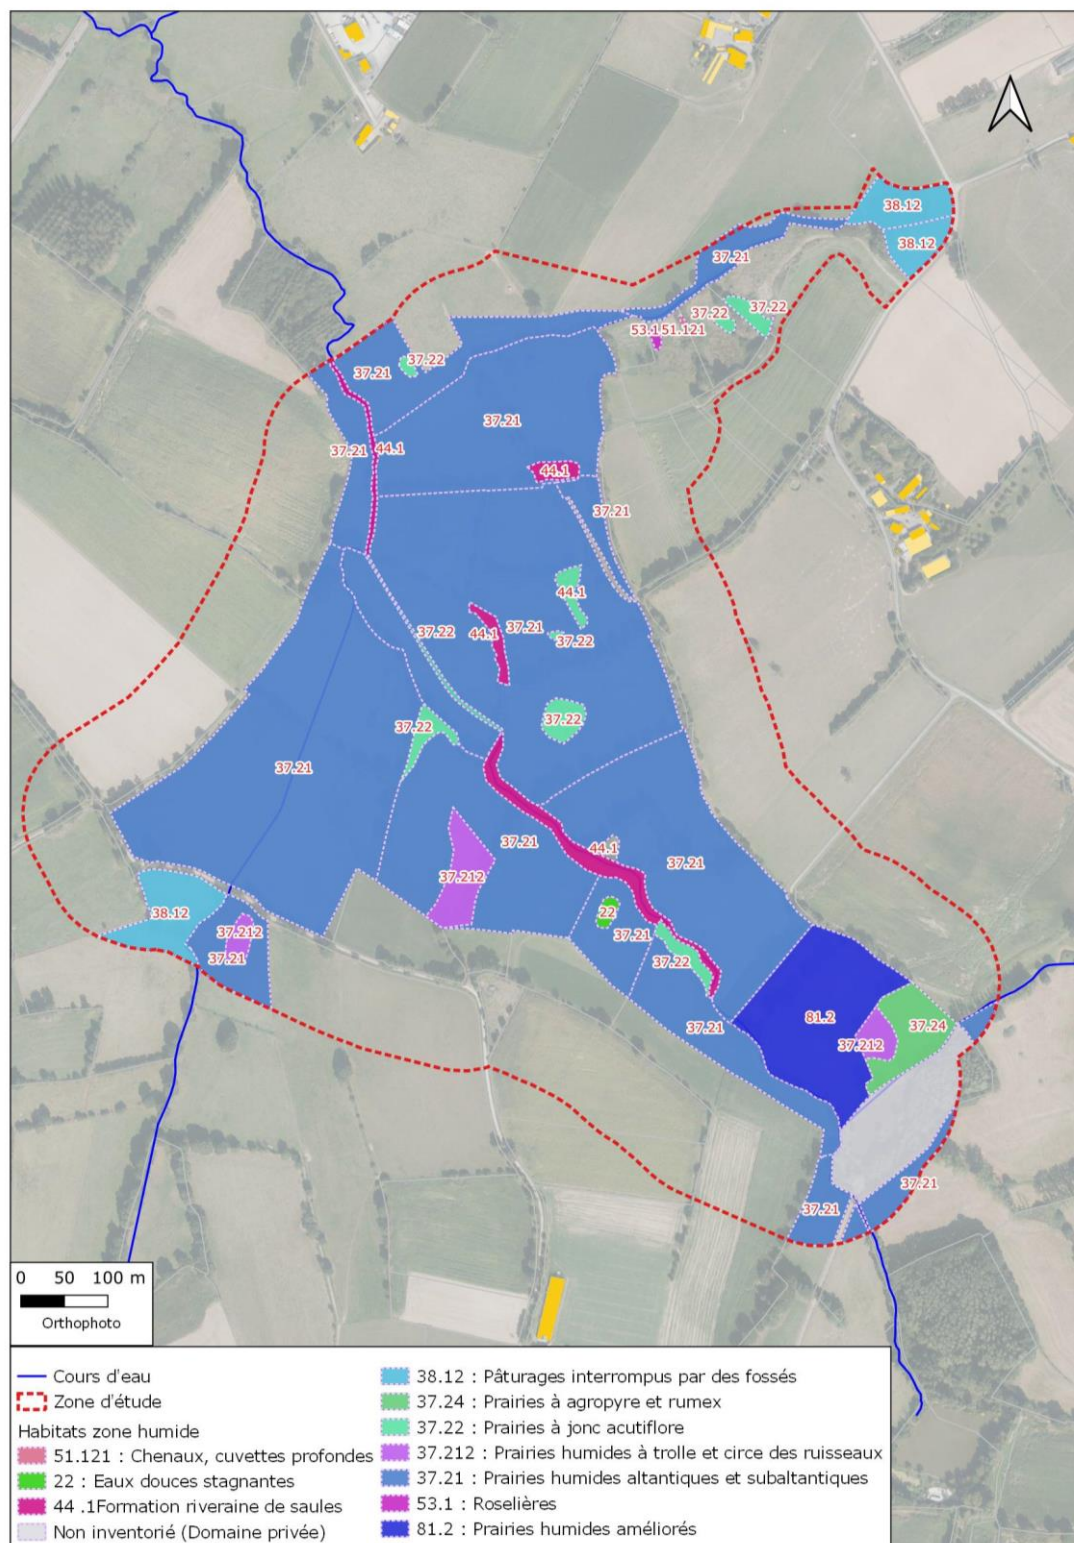 38.12
38.12
37.21
37.22
37.22
53.1
51.121
37.22
37.21
37.21
37.21
44.1
44.1
37.21
44.1
37.22
44.1
37.21
37.22
37.22
37.22
37.21
37.21
44.1
37.21
37.212
22
37.21
38.12
37.212
37.21
37.22
37.21
81.2
37.24
37.212
37.21
37.21
0 50 100 m
Orthophoto
Cours d'eau
Zone d'étude
Habitats zone humide
51.121 : Chenaux, cuvettes profondes
22 : Eaux douces stagnantes
44 .1Formation riveraine de saules
Non inventorié (Domaine privée)
38.12 : Pâturages interrompus par des fossés
37.24 : Prairies à agropyre et rumex
37.22 : Prairies à jonc acutiflore
37.212 : Prairies humides à trolle et circe des ruisseaux
37.21 : Prairies humides altantiques et subaltantiques
53.1 : Roselières
81.2 : Prairies humides améliorés